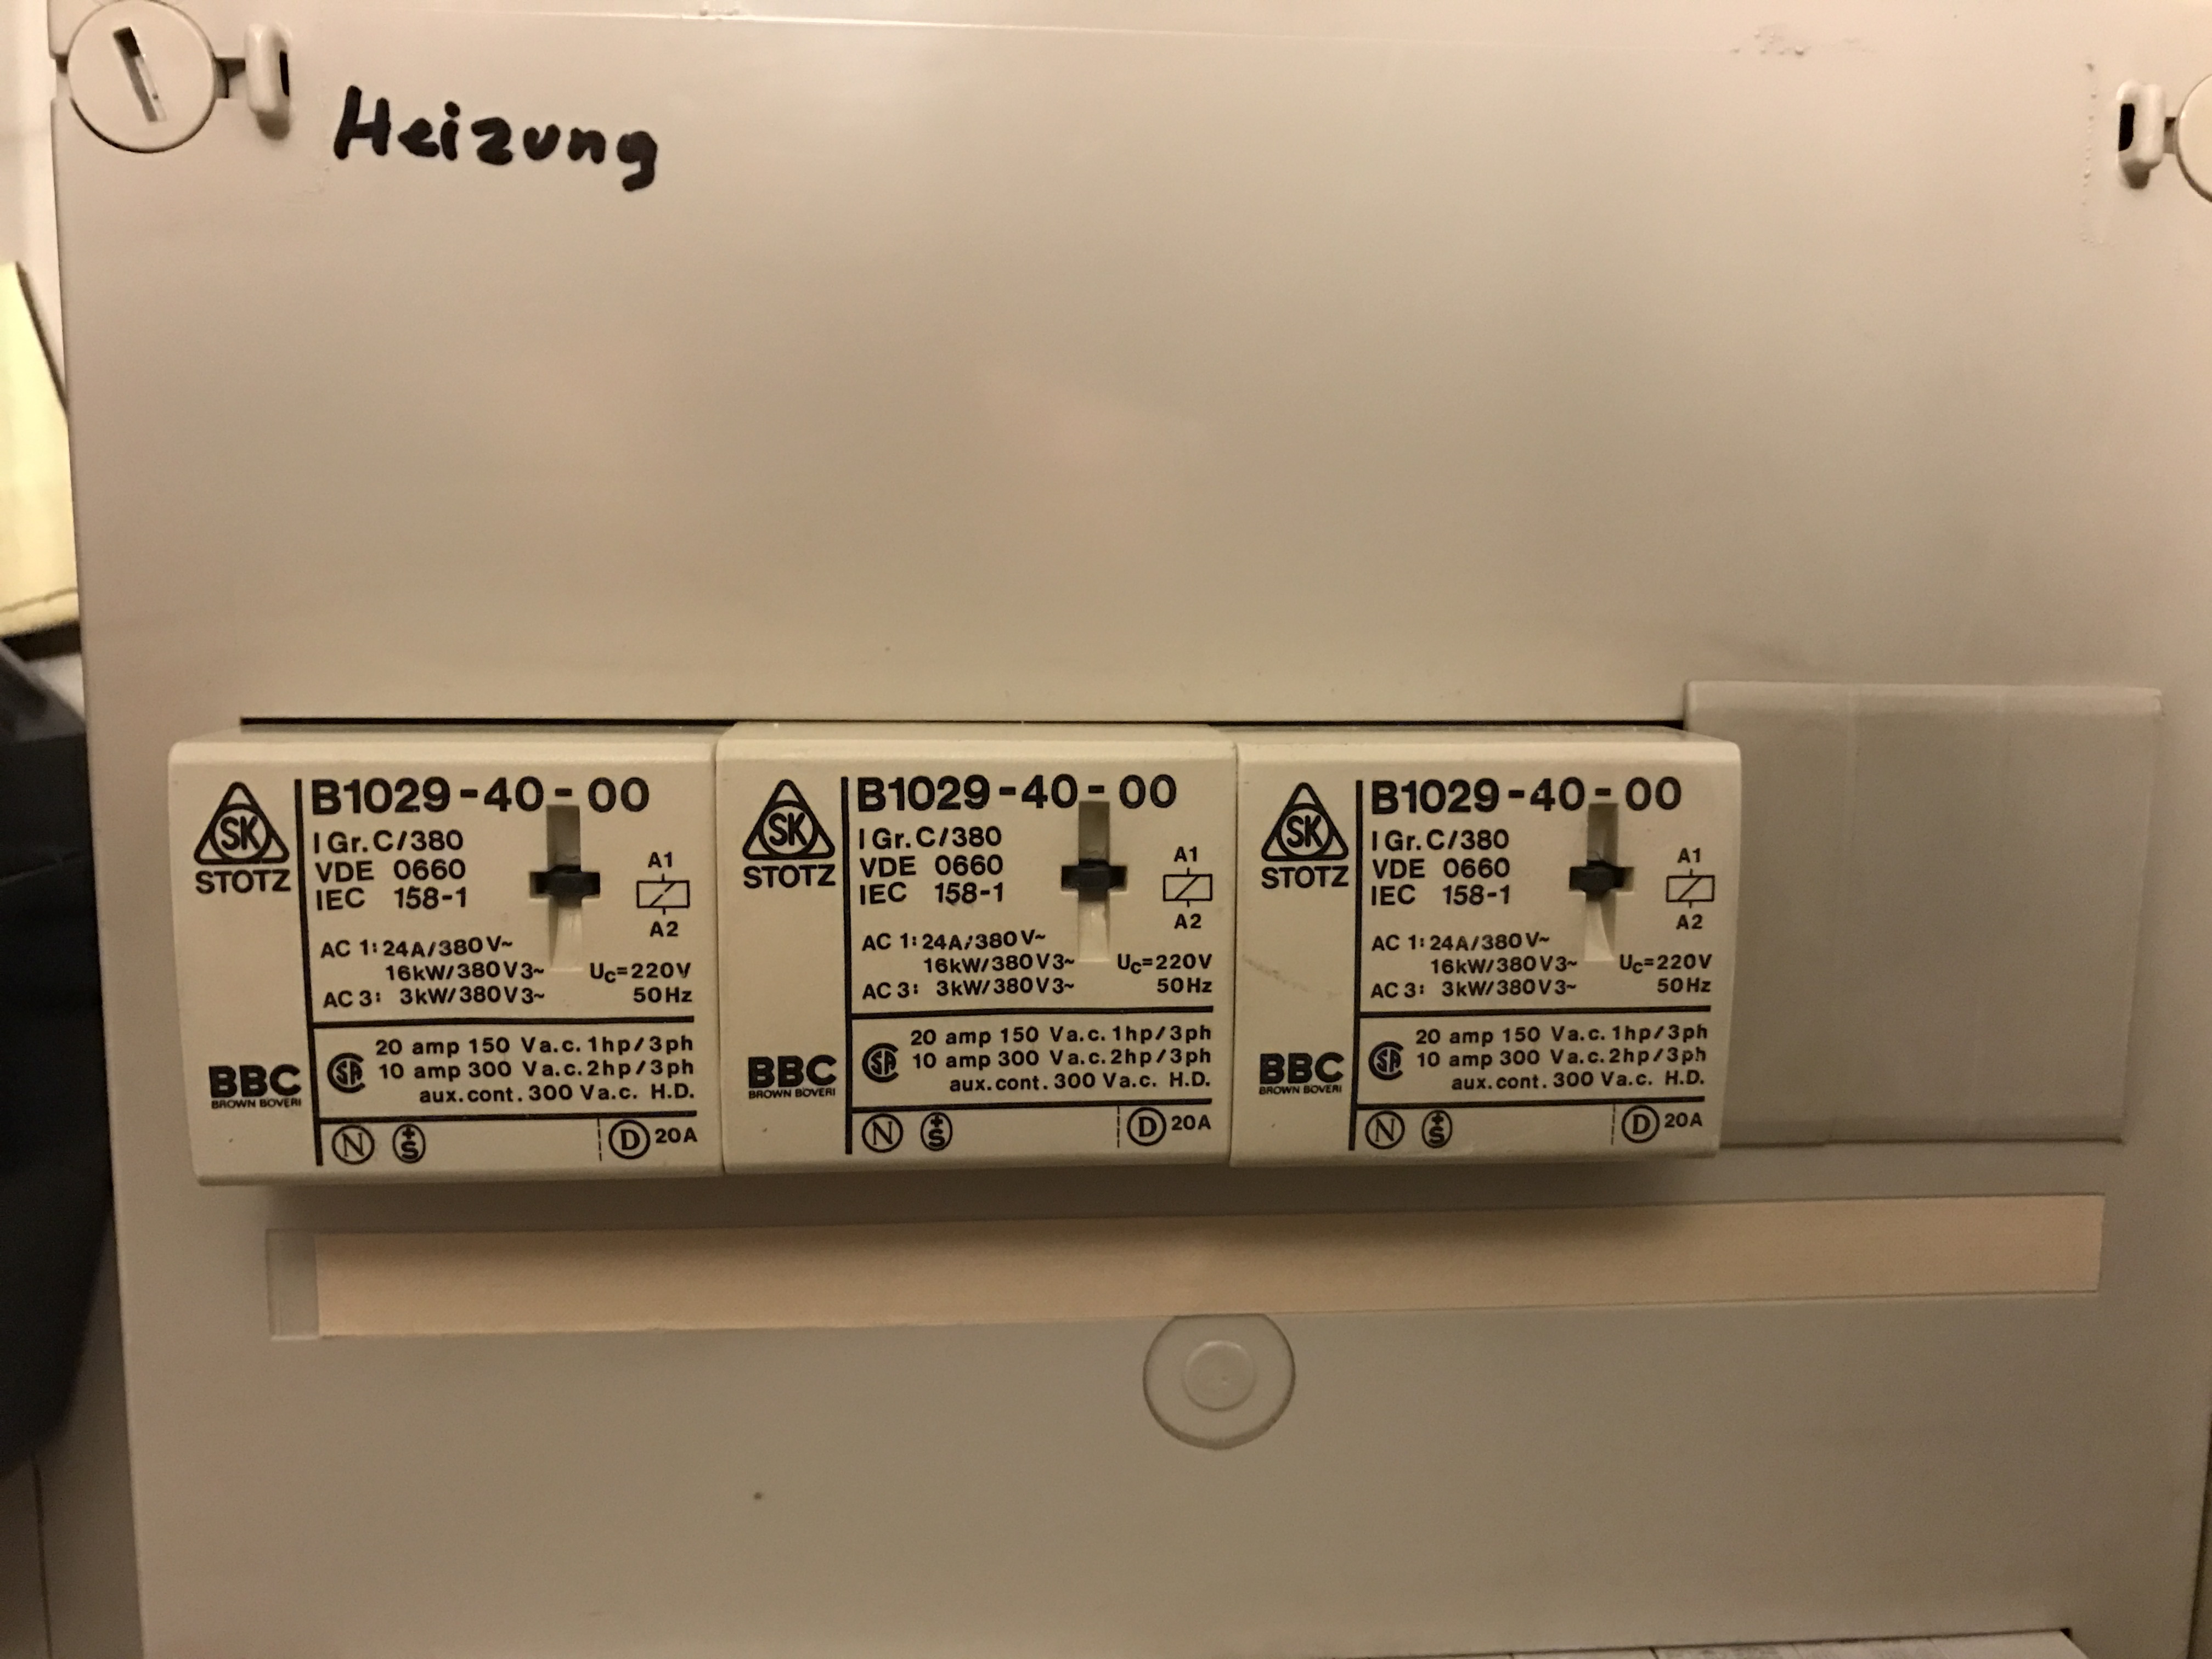 Heizung
SK
STOTZ
B1029-40-00
I Gr. C/380
VDE 0660
IEC 158-1
A1
A2
AC 1: 24A/380V~
16kW/380V3~
AC 3: 3kW/380V3~
Uc=220V
50Hz
BBC
BROWN BOVERI
SA
20 amp 150 Va.c. 1hp/3ph
10 amp 300 Va.c. 2hp/3ph
aux.cont. 300 Va.c. H.D.
N
+S
D 20A
SK
STOTZ
B1029-40-00
I Gr. C/380
VDE 0660
IEC 158-1
A1
A2
AC 1: 24A/380V~
16kW/380V3~
AC 3: 3kW/380V3~
Uc=220V
50Hz
BBC
BROWN BOVERI
SA
20 amp 150 Va.c. 1hp/3ph
10 amp 300 Va.c. 2hp/3ph
aux.cont. 300 Va.c. H.D.
N
+S
D 20A
SK
STOTZ
B1029-40-00
I Gr. C/380
VDE 0660
IEC 158-1
A1
A2
AC 1: 24A/380V~
16kW/380V3~
AC 3: 3kW/380V3~
Uc=220V
50Hz
BBC
BROWN BOVERI
SA
20 amp 150 Va.c. 1hp/3ph
10 amp 300 Va.c. 2hp/3ph
aux.cont. 300 Va.c. H.D.
N
+S
D 20A